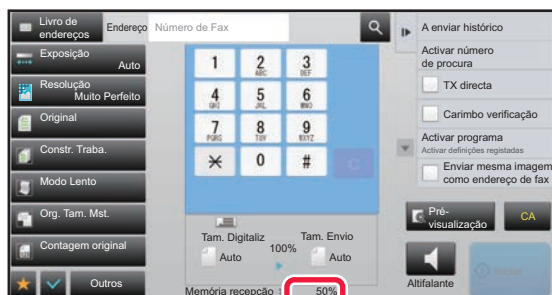 Livro de
endereços
Endereço
Número de Fax
Exposição
Auto
Resolução
Muito Perfeito
Original
Constr. Traba.
Modo Lento
Org. Tam. Mst.
Contagem original
Outros
1
2
ABC
3
DEF
4
GHI
5
JKL
6
MNO
7
PQRS
8
TUV
9
WXYZ
0
#
C
Tam. Digitaliz
Auto
100%
Tam. Envio
Auto
Memória recepção :
50%
A enviar histórico
Activar número
de procura
TX directa
Carimbo verificação
Activar programa
Activar definições registadas
Enviar mesma imagem
como endereço de fax
Pré-
visualização
CA
Altifalante
Iniciar